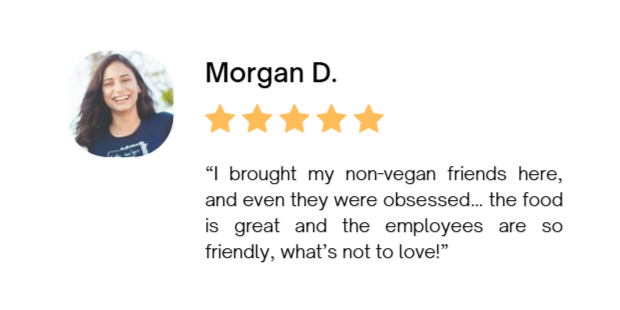 Morgan D.
“I brought my non-vegan friends here,
and even they were obsessed... the food
is great and the employees are so
friendly, what’s not to love!”